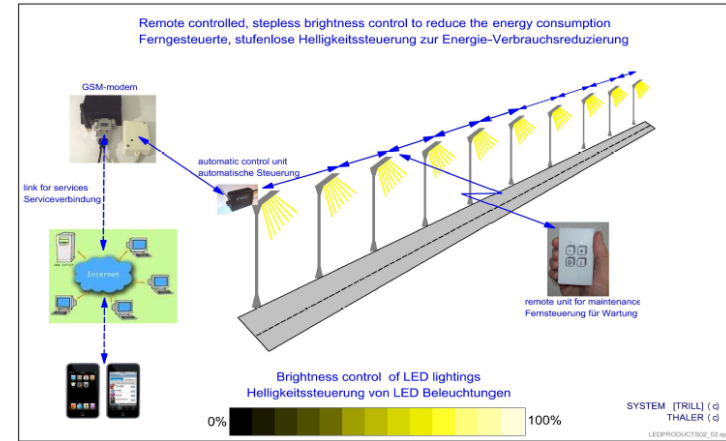 Remote controlled, stepless brightness control to reduce the energy consumption
Ferngesteuerte, stufenlose Helligkeitssteuerung zur Energie-Verbrauchsreduzierung
GSM-modem
automatic control unit
automatische Steuerung
link for services
Serviceverbindung
Internet
remote unit for maintenance
Fernsteuerung für Wartung
Brightness control of LED lightings
Helligkeitssteuerung von LED Beleuchtungen
0%
100%
SYSTEM [TRILL] (c)
THALER (c)